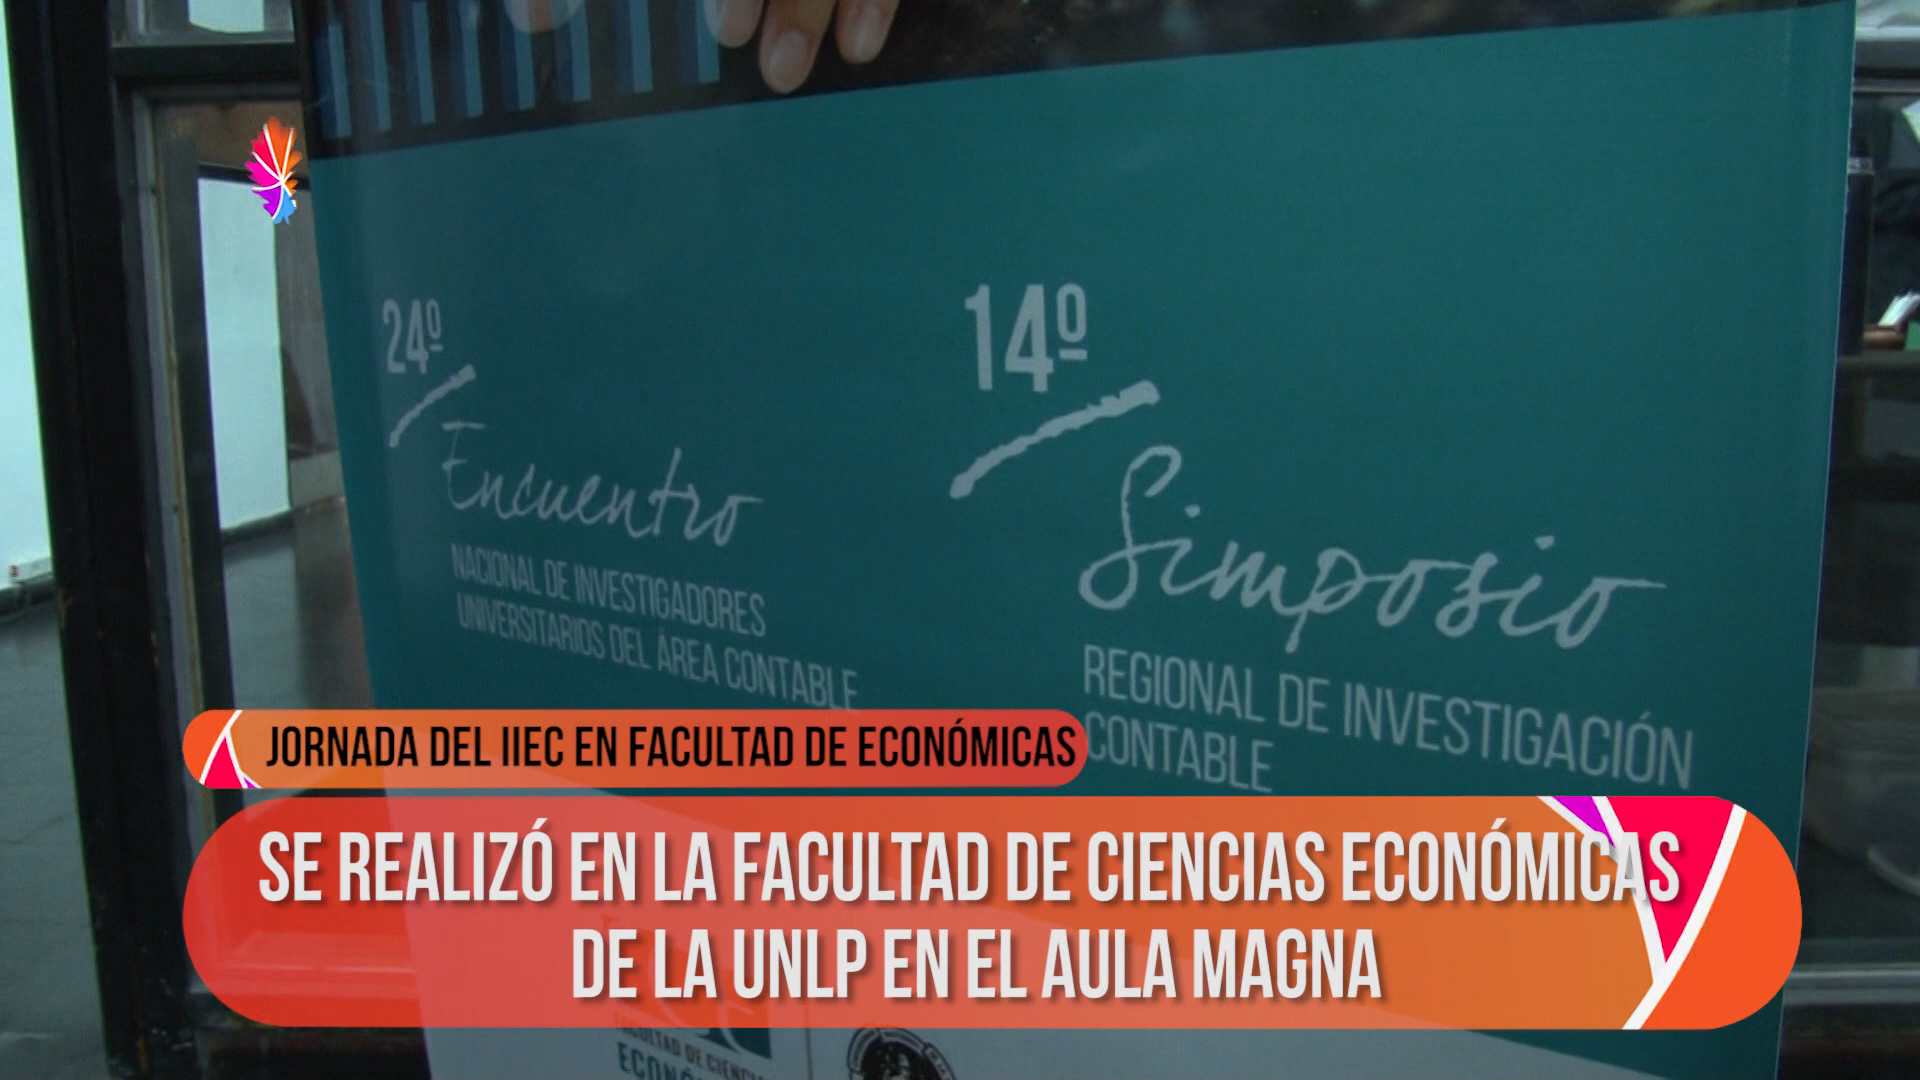 24º
Encuentro
NACIONAL DE INVESTIGADORES
UNIVERSITARIOS DEL ÁREA CONTABLE
14º
Simposio
REGIONAL DE INVESTIGACIÓN
CONTABLE
JORNADA DEL IIEC EN FACULTAD DE ECONÓMICAS
SE REALIZÓ EN LA FACULTAD DE CIENCIAS ECONÓMICAS
DE LA UNLP EN EL AULA MAGNA